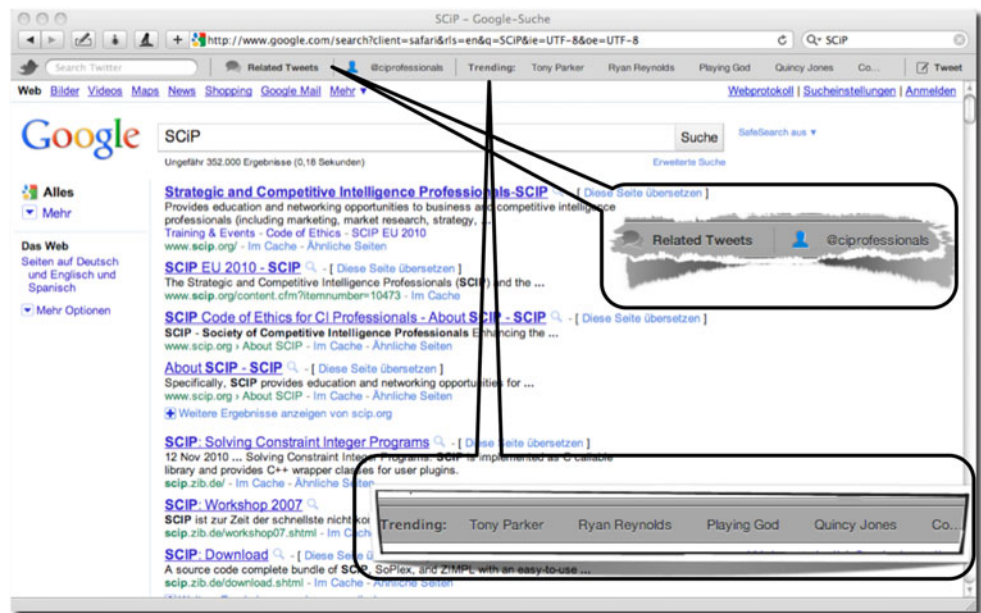 SCiP – Google-Suche
http://www.google.com/search?client=safari&rls=en&q=SCiP&ie=UTF-8&oe=UTF-8
SCiP
Search Twitter
Related Tweets
@ciprofessionals
Trending: Tony Parker Ryan Reynolds Playing God Quincy Jones Co...
Tweet
Web Bilder Videos Maps News Shopping Google Mail Mehr ▼
Webprotokoll | Sucheinstellungen | Anmelden
Google
SCiP
Suche
SafeSearch aus ▼
Ungefähr 352.000 Ergebnisse (0,18 Sekunden)
Erweiterte Suche
Alles
Mehr
Das Web
Seiten auf Deutsch
und Englisch und
Spanisch
Mehr Optionen
Strategic and Competitive Intelligence Professionals-SCIP - [ Diese Seite übersetzen ]
Provides education and networking opportunities to business and competitive intelligence
professionals (including marketing, market research, strategy, ...
Training & Events - Code of Ethics - SCIP EU 2010
www.scip.org/ - Im Cache - Ähnliche Seiten
SCIP EU 2010 - SCIP - [ Diese Seite übersetzen ]
The Strategic and Competitive Intelligence Professionals (SCIP) and the ...
www.scip.org/content.cfm?itemnumber=10473 - Im Cache
SCIP Code of Ethics for CI Professionals - About SCIP - SCIP - [ Diese Seite übersetzen ]
SCIP - Society of Competitive Intelligence Professionals Enhancing the ...
www.scip.org › About SCIP - Im Cache - Ähnliche Seiten
About SCIP - SCIP - [ Diese Seite übersetzen ]
Specifically, SCIP provides education and networking opportunities for ...
www.scip.org › About SCIP - Im Cache - Ähnliche Seiten
Weitere Ergebnisse anzeigen von scip.org
SCIP: Solving Constraint Integer Programs - [ Diese Seite übersetzen ]
12 Nov 2010 ... Solving Constraint Integer Programs. SCIP is implemented as C callable
library and provides C++ wrapper classes for user plugins.
scip.zib.de/ - Im Cache - Ähnliche Seiten
SCIP: Workshop 2007
SCIP ist zur Zeit der schnellste nicht
scip.zib.de/workshop07.shtml - Im
SCIP: Download - [ Diese Seite
A source code complete bundle of SCIP, SoPlex, and ZIMPL with an easy-to-use ...
scip.zib.de/download.shtml - Im Cache - Ähnliche Seiten
Related Tweets @ciprofessionals
Trending: Tony Parker Ryan Reynolds Playing God Quincy Jones Co...